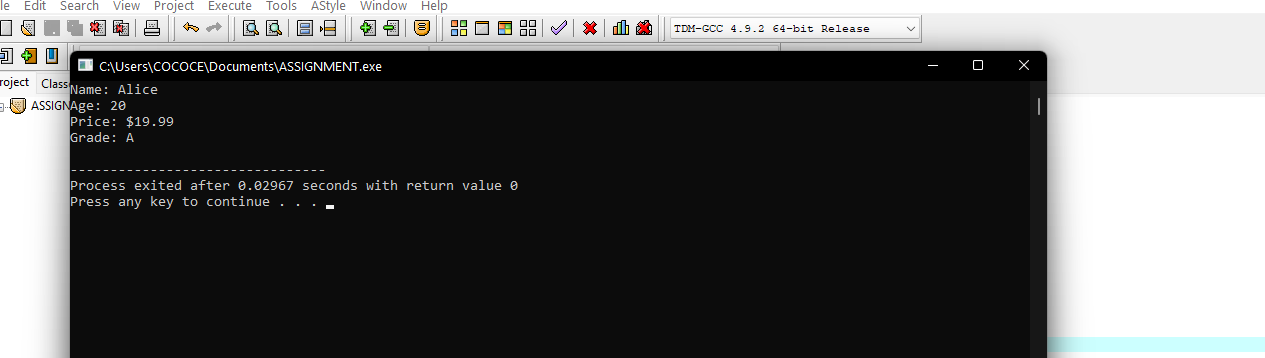 le Edit Search View Project Execute Tools AStyle Window Help
TDM-GCC 4.9.2 64-bit Release
C:\Users\COCOCE\Documents\ASSIGNMENT.exe
roject Classe
ASSIGN
Name: Alice
Age: 20
Price: $19.99
Grade: A
--------------------------------
Process exited after 0.02967 seconds with return value 0
Press any key to continue . . .